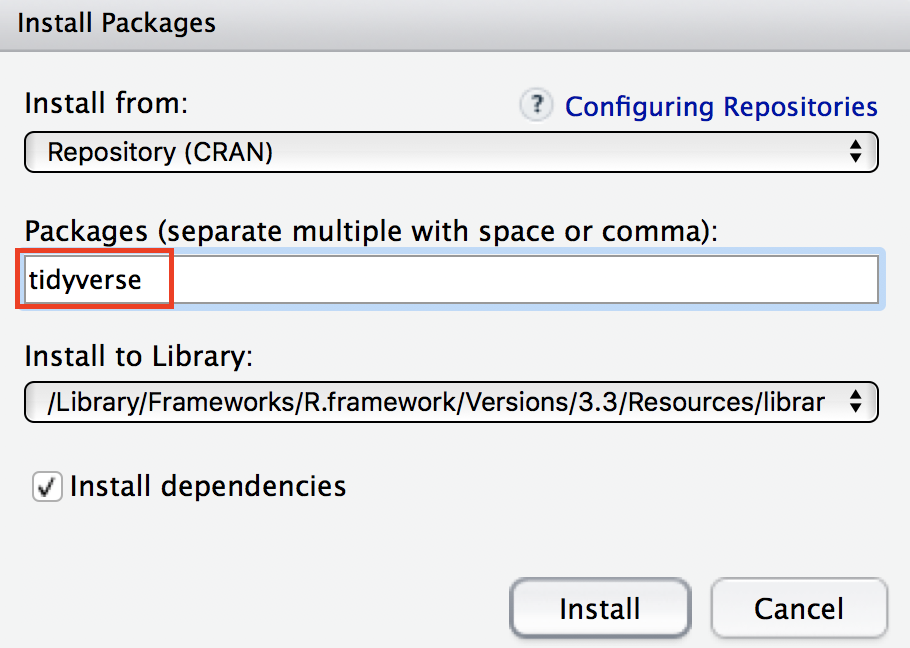 Install Packages
Install from:
? Configuring Repositories
Repository (CRAN)
Packages (separate multiple with space or comma):
tidyverse
Install to Library:
/Library/Frameworks/R.framework/Versions/3.3/Resources/librar
Install dependencies
Install
Cancel